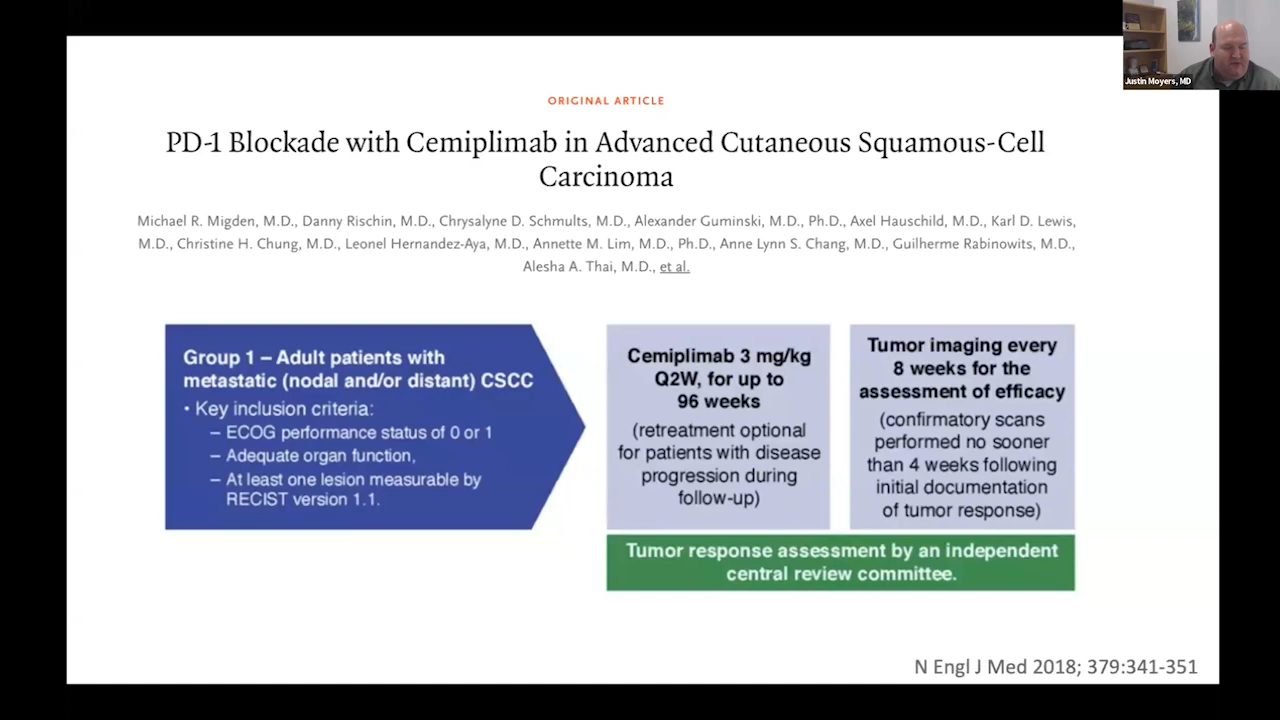 Justin Moyers, MD
ORIGINAL ARTICLE
PD-1 Blockade with Cemiplimab in Advanced Cutaneous Squamous-Cell
Carcinoma
Michael R. Migden, M.D., Danny Rischin, M.D., Chrysalyne D. Schmults, M.D., Alexander Guminski, M.D., Ph.D., Axel Hauschild, M.D., Karl D. Lewis,
M.D., Christine H. Chung, M.D., Leonel Hernandez-Aya, M.D., Annette M. Lim, M.D., Ph.D., Anne Lynn S. Chang, M.D., Guilherme Rabinowits, M.D.,
Alesha A. Thai, M.D., et al.
Group 1 – Adult patients with
metastatic (nodal and/or distant) CSCC
• Key inclusion criteria:
– ECOG performance status of 0 or 1
– Adequate organ function,
– At least one lesion measurable by
RECIST version 1.1.
Cemiplimab 3 mg/kg
Q2W, for up to
96 weeks
(retreatment optional
for patients with disease
progression during
follow-up)
Tumor imaging every
8 weeks for the
assessment of efficacy
(confirmatory scans
performed no sooner
than 4 weeks following
initial documentation
of tumor response)
Tumor response assessment by an independent
central review committee.
N Engl J Med 2018; 379:341-351